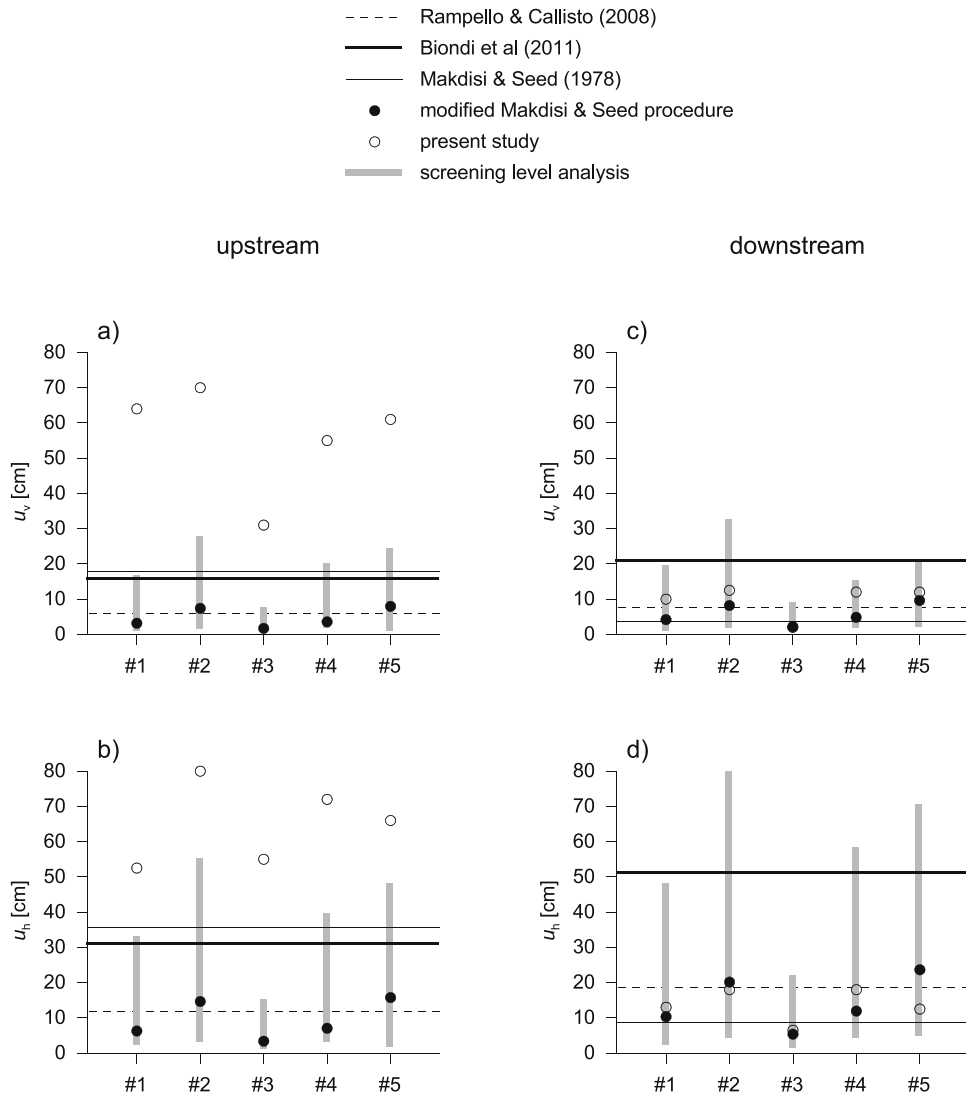 Rampello & Callisto (2008)
Biondi et al (2011)
Makdisi & Seed (1978)
modified Makdisi & Seed procedure
present study
screening level analysis
upstream
downstream
a)
80
70
60
50
40
30
20
10
0
uv [cm]
#1 #2 #3 #4 #5
c)
80
70
60
50
40
30
20
10
0
uv [cm]
#1 #2 #3 #4 #5
b)
80
70
60
50
40
30
20
10
0
uh [cm]
#1 #2 #3 #4 #5
d)
80
70
60
50
40
30
20
10
0
uh [cm]
#1 #2 #3 #4 #5